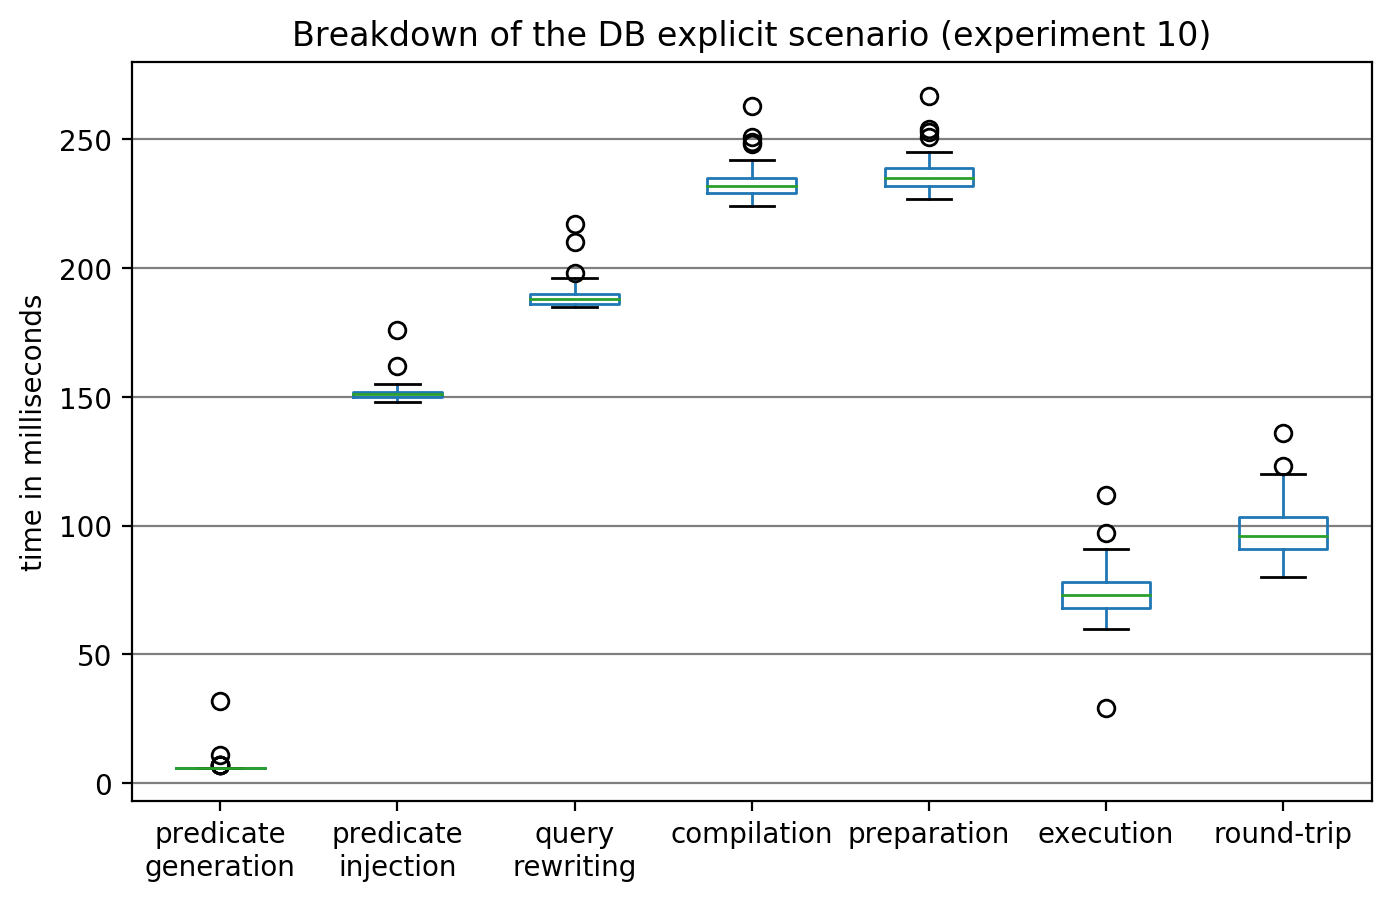 Breakdown of the DB explicit scenario (experiment 10)
time in milliseconds
250
200
150
100
50
0
predicate generation
predicate injection
query rewriting
compilation
preparation
execution
round-trip